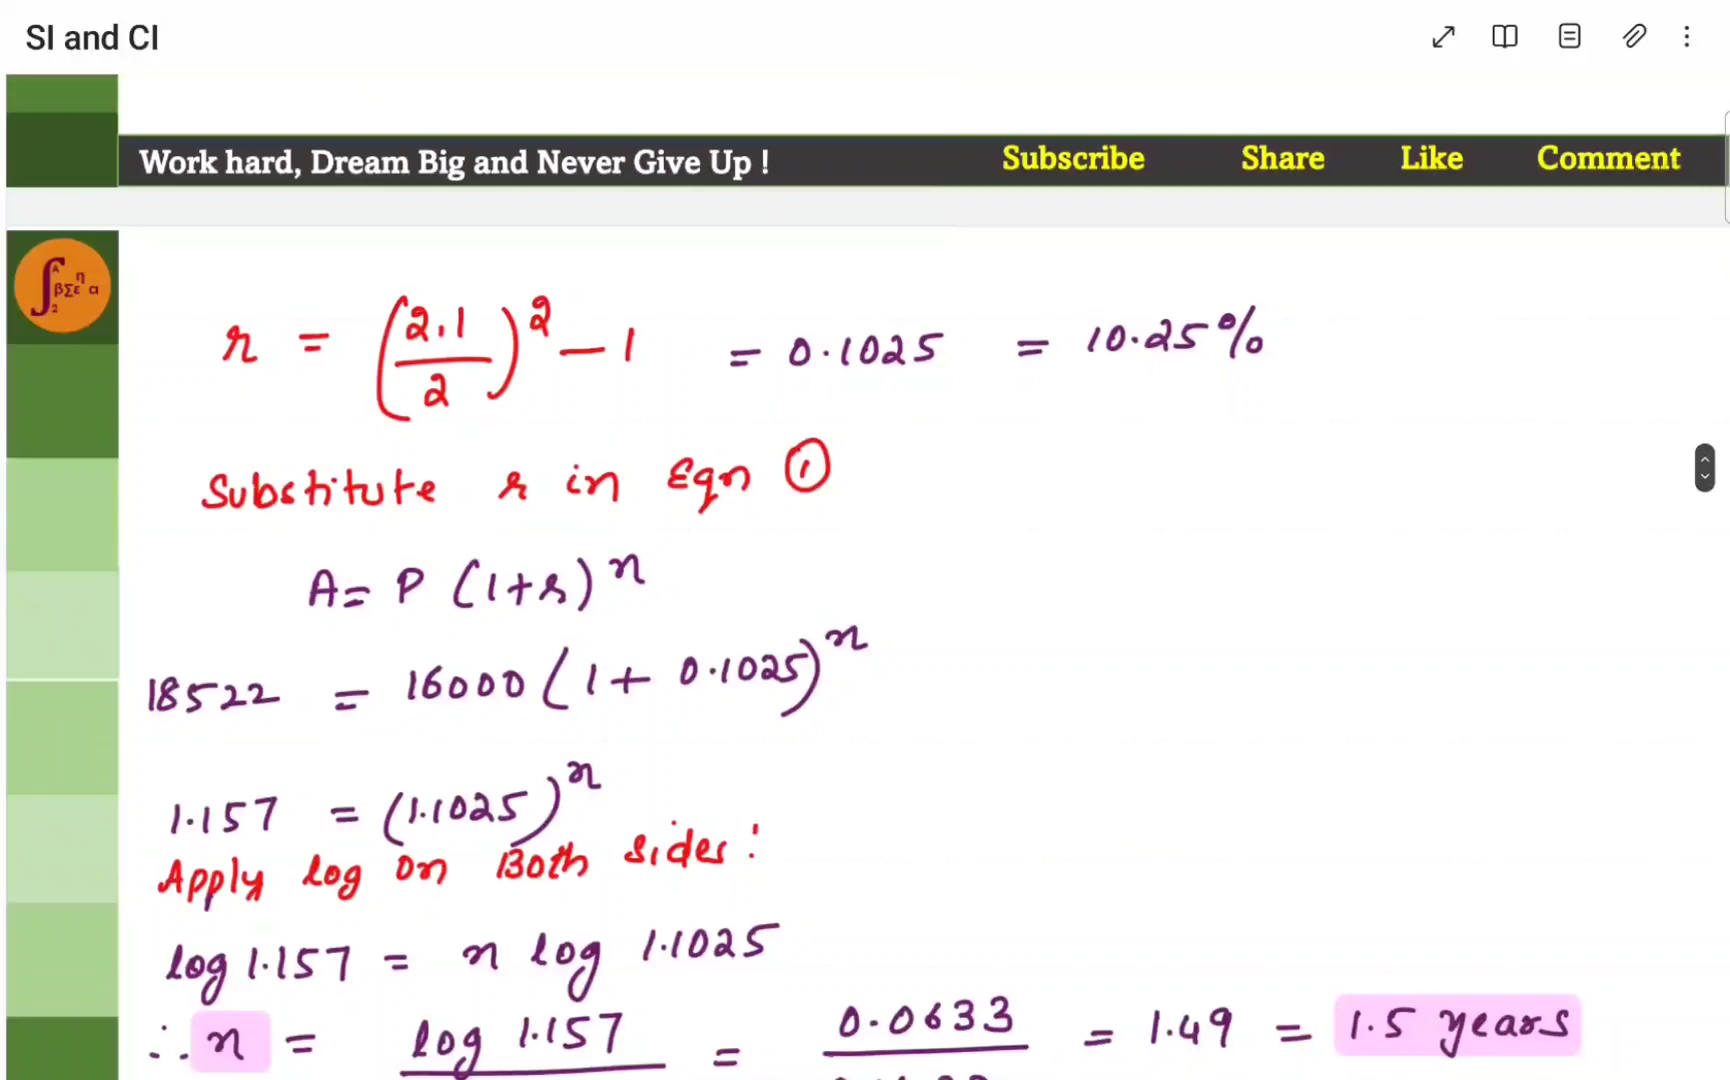 SI and CI
Work hard, Dream Big and Never Give Up ! Subscribe Share Like Comment
r = (2.1/2)^2 - 1 = 0.1025 = 10.25%
Substitute r in Eqn ①
A = P (1+r)^n
18522 = 16000 (1 + 0.1025)^n
1.157 = (1.1025)^n
Apply log on Both sides:
log 1.157 = n log 1.1025
∴ n = log 1.157 = 0.0633 = 1.49 = 1.5 years